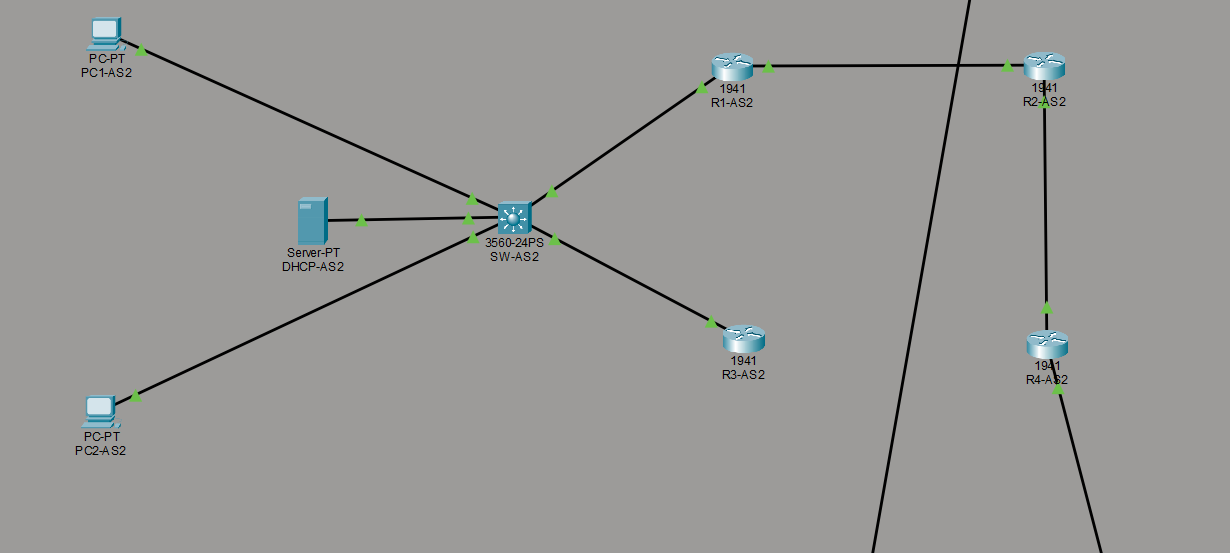 PC-PT
PC1-AS2
1941
R1-AS2
1941
R2-AS2
Server-PT
DHCP-AS2
3560-24PS
SW-AS2
1941
R3-AS2
1941
R4-AS2
PC-PT
PC2-AS2